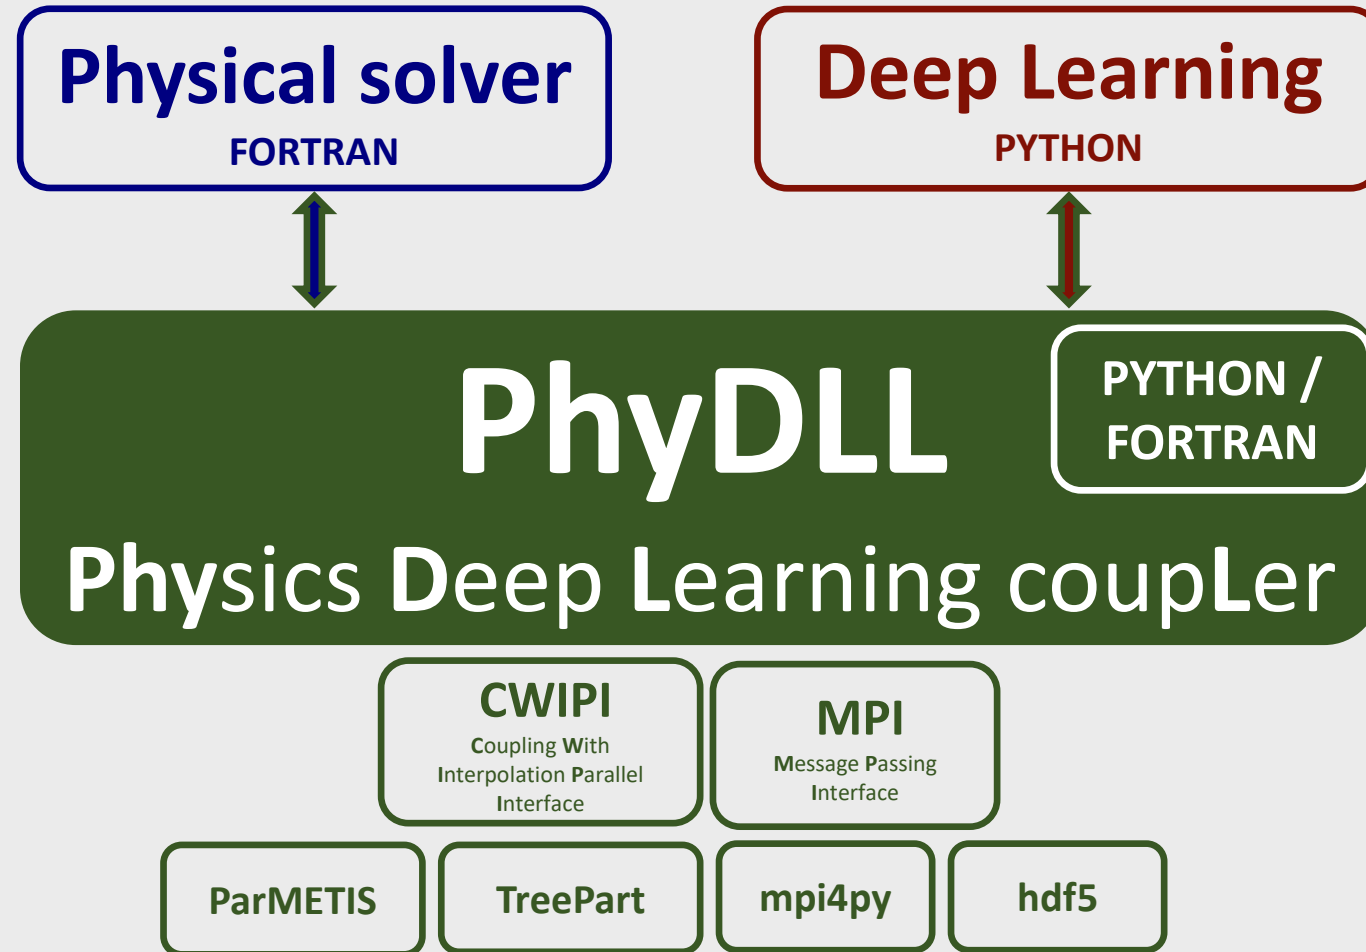 Physical solver
FORTRAN
Deep Learning
PYTHON
PhyDLL
PYTHON /
FORTRAN
Physics Deep Learning coupLer
CWIPI
Coupling With
Interpolation Parallel
Interface
MPI
Message Passing
Interface
ParMETIS
TreePart
mpi4py
hdf5